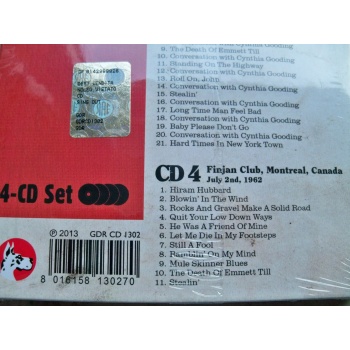 9. The Death Of Emmett Till
10. Conversation with Cynthia Gooding
11. Standing On The Highway
12. Conversation with Cynthia Gooding
13. Roll On, John
14. Conversation with Cynthia Gooding
15. Stealin'
16. Conversation with Cynthia Gooding
17. Long Time Man Feel Bad
18. Conversation with Cynthia Gooding
19. Baby Please Don't Go
20. Conversation with Cynthia Gooding
21. Hard Times In New York Town
CD 4 Finjan Club, Montreal, Canada
July 2nd, 1962
1. Hiram Hubbard
2. Blowin' In The Wind
3. Rocks And Gravel Make A Solid Road
4. Quit Your Low Down Ways
5. He Was A Friend Of Mine
6. Let Me Die In My Footsteps
7. Still A Fool
8. Ramblin' On My Mind
9. Mule Skinner Blues
10. The Death Of Emmett Till
11. Stealin'
4-CD Set
℗ 2013 GDR CD 1302
8 018158 130270